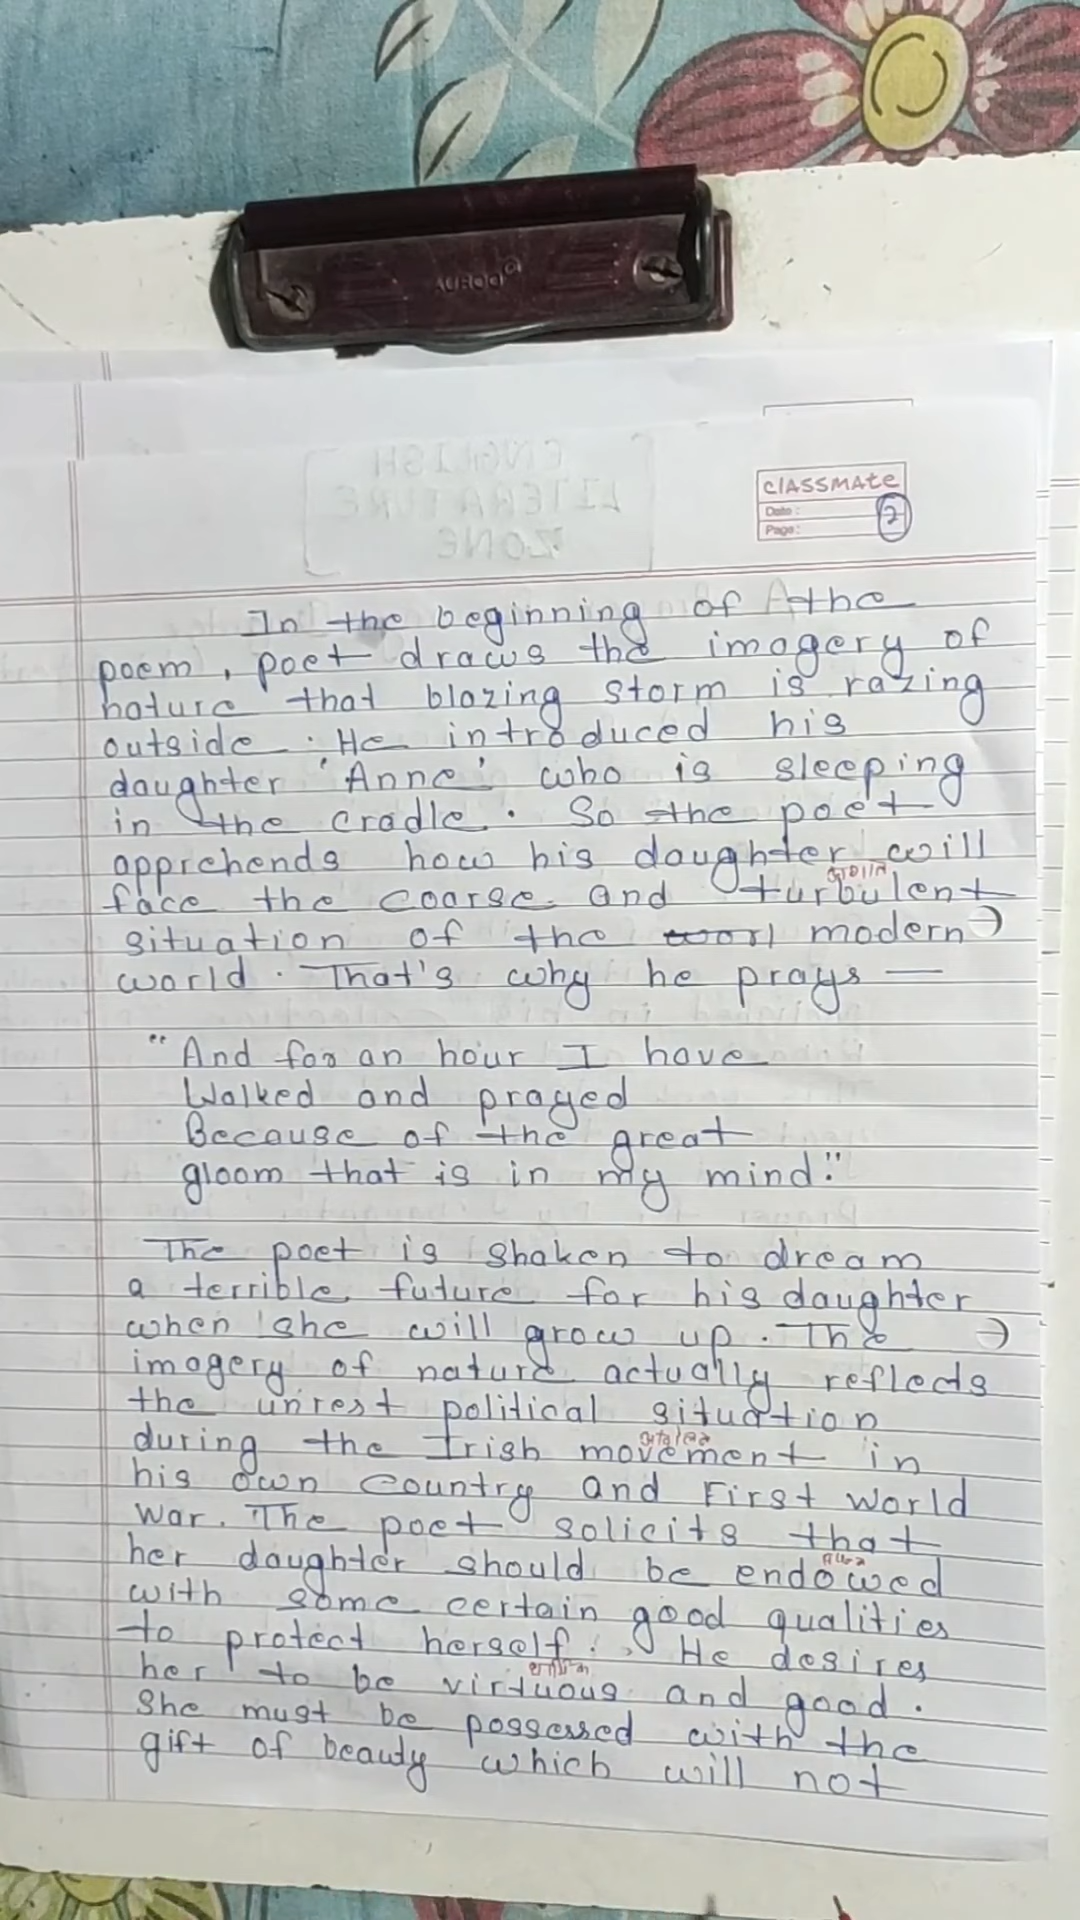 AUROO
ENGLISH
LITERATURE
ZONE
CLASSMATE
Date :
Page: 2
In the beginning of the
poem, poet draws the imagery of
nature that blazing storm is razing
outside. He introduced his
daughter 'Anne' who is sleeping
in the cradle. So the poet
apprehends how his daughter will
face the coarse and turbulent
situation of the worl modern
world. That's why he prays —
"And for an hour I have
Walked and prayed
Because of the great
gloom that is in my mind."
The poet is shaken to dream
a terrible future for his daughter
when she will grow up. The
imagery of nature actually reflects
the unrest political situation
during the Irish movement in
his own country and First World
War. The poet solicits that
her daughter should be endowed
with some certain good qualities
to protect herself. He desires
her to be virtuous and good.
She must be possessed with the
gift of beauty which will not